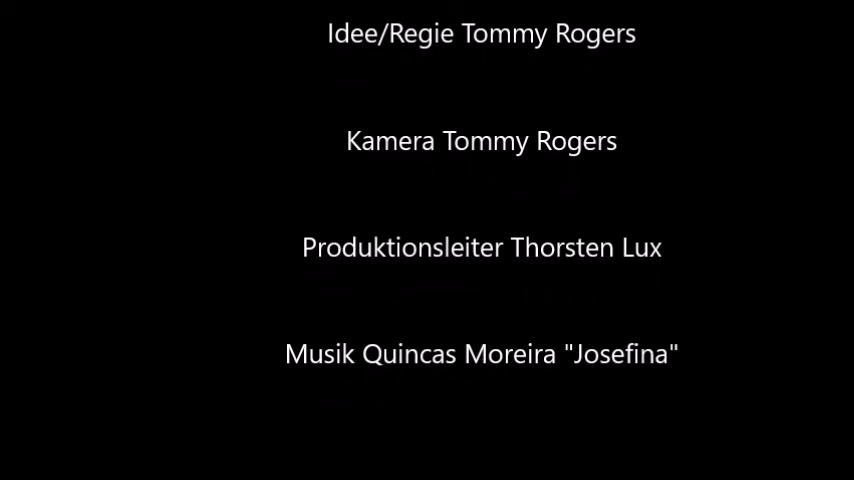 Idee/Regie Tommy Rogers
Kamera Tommy Rogers
Produktionsleiter Thorsten Lux
Musik Quincas Moreira "Josefina"